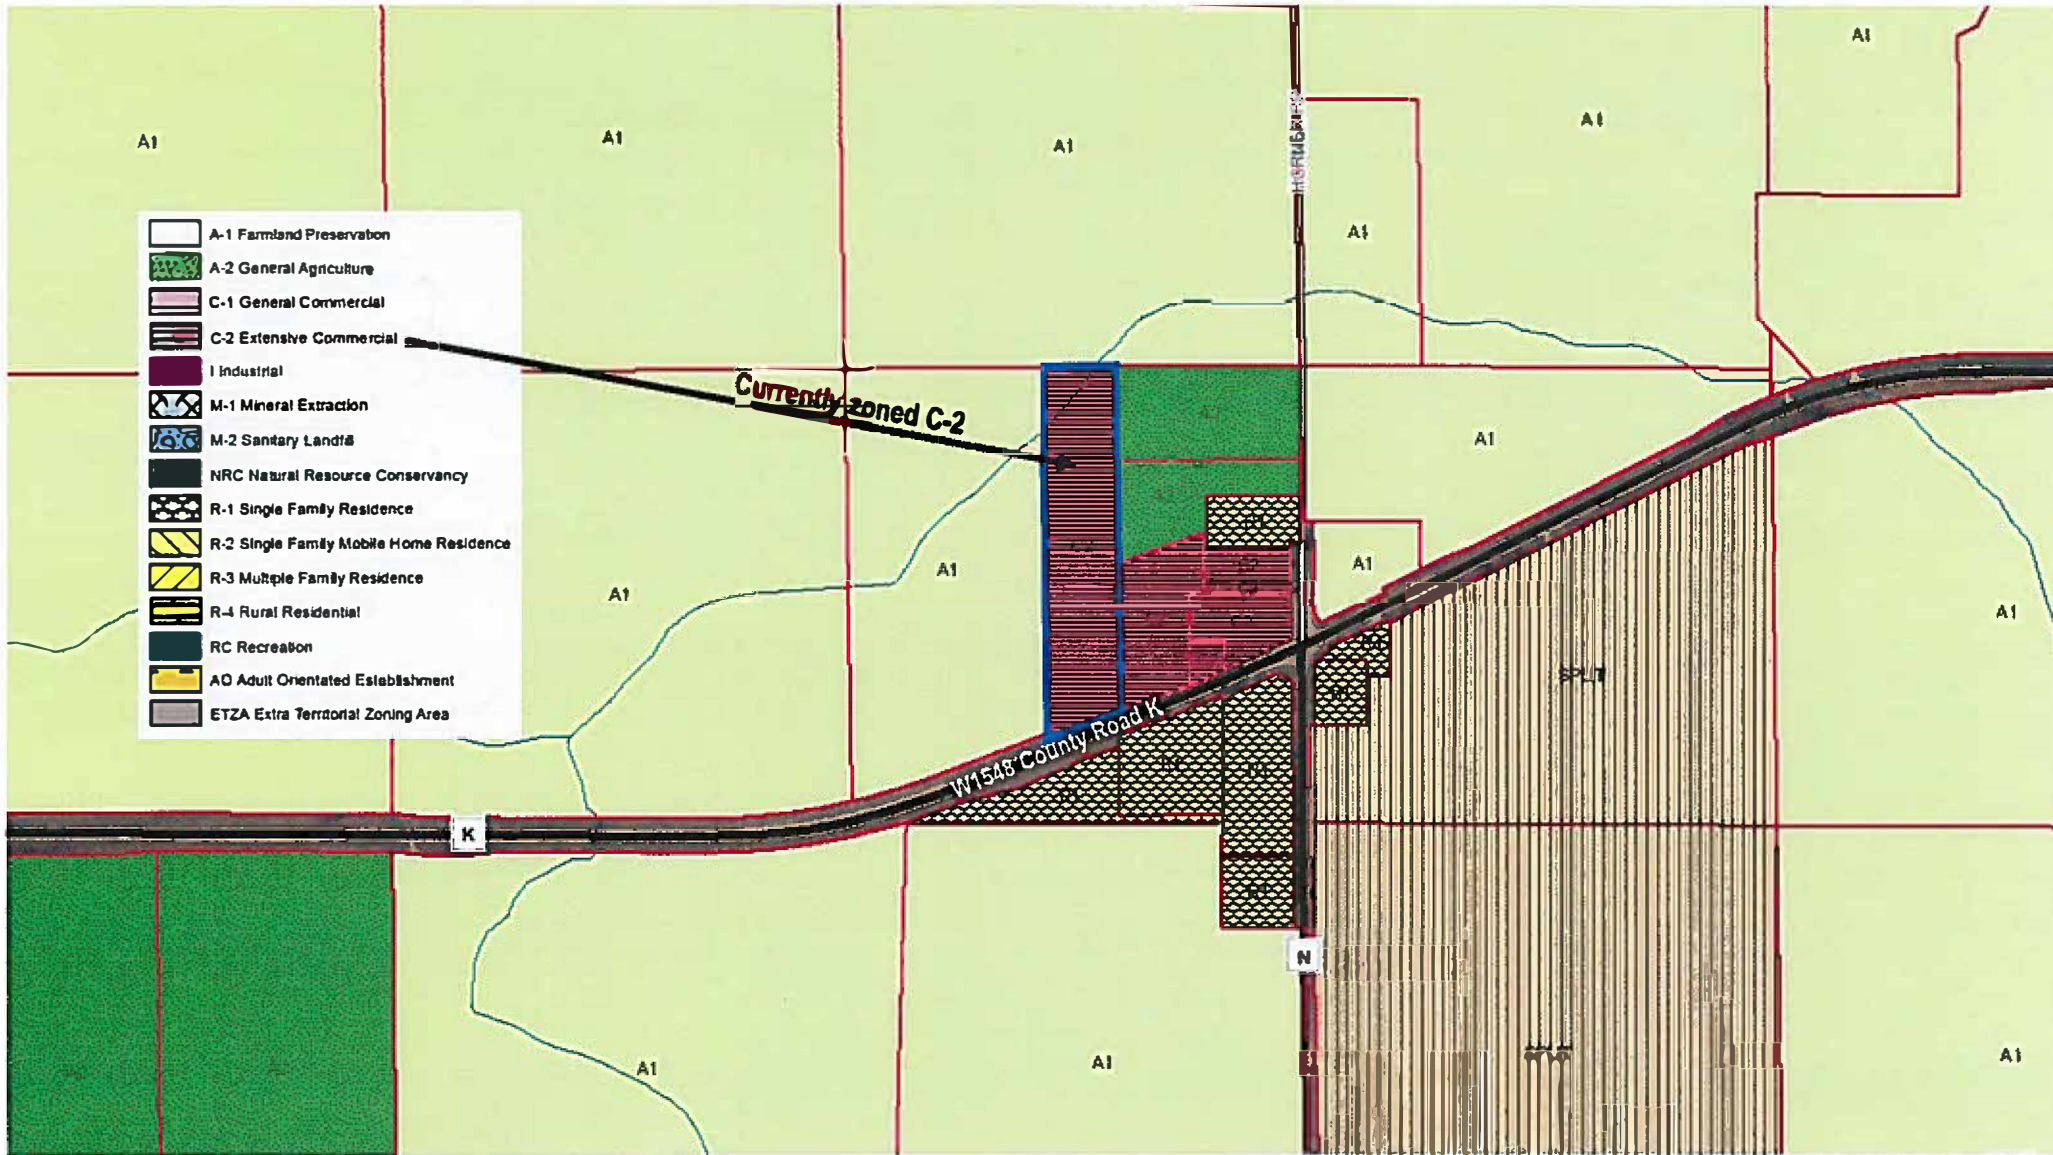 A1
A1
A1
A1
A1
A1
A-1 Farmland Preservation
A-2 General Agriculture
C-1 General Commercial
C-2 Extensive Commercial
I Industrial
M-1 Mineral Extraction
M-2 Sanitary Landfill
NRC Natural Resource Conservancy
R-1 Single Family Residence
R-2 Single Family Mobile Home Residence
R-3 Multiple Family Residence
R-4 Rural Residential
RC Recreation
AO Adult Orientated Establishment
ETZA Extra Territorial Zoning Area
Currently zoned C-2
A1
A1
A1
A1
A1
SPLIT
W1548 County Road K
K
N
A1
A1
A1